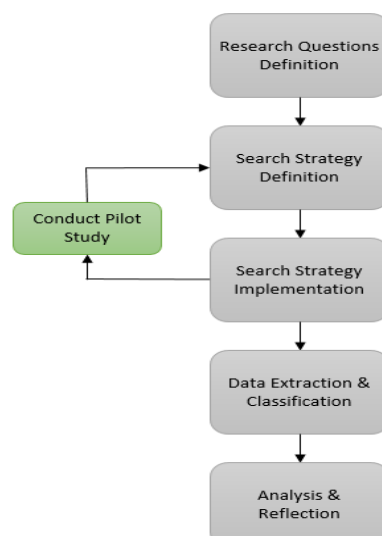 Research Questions
Definition
Search Strategy
Definition
Conduct Pilot
Study
Search Strategy
Implementation
Data Extraction &
Classification
Analysis &
Reflection